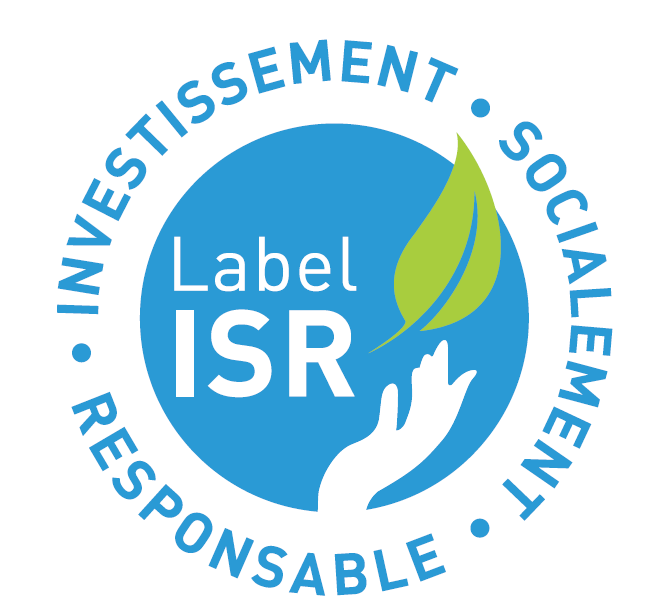 INVESTISSEMENT • SOCIALEMENT • RESPONSABLE •
Label
ISR